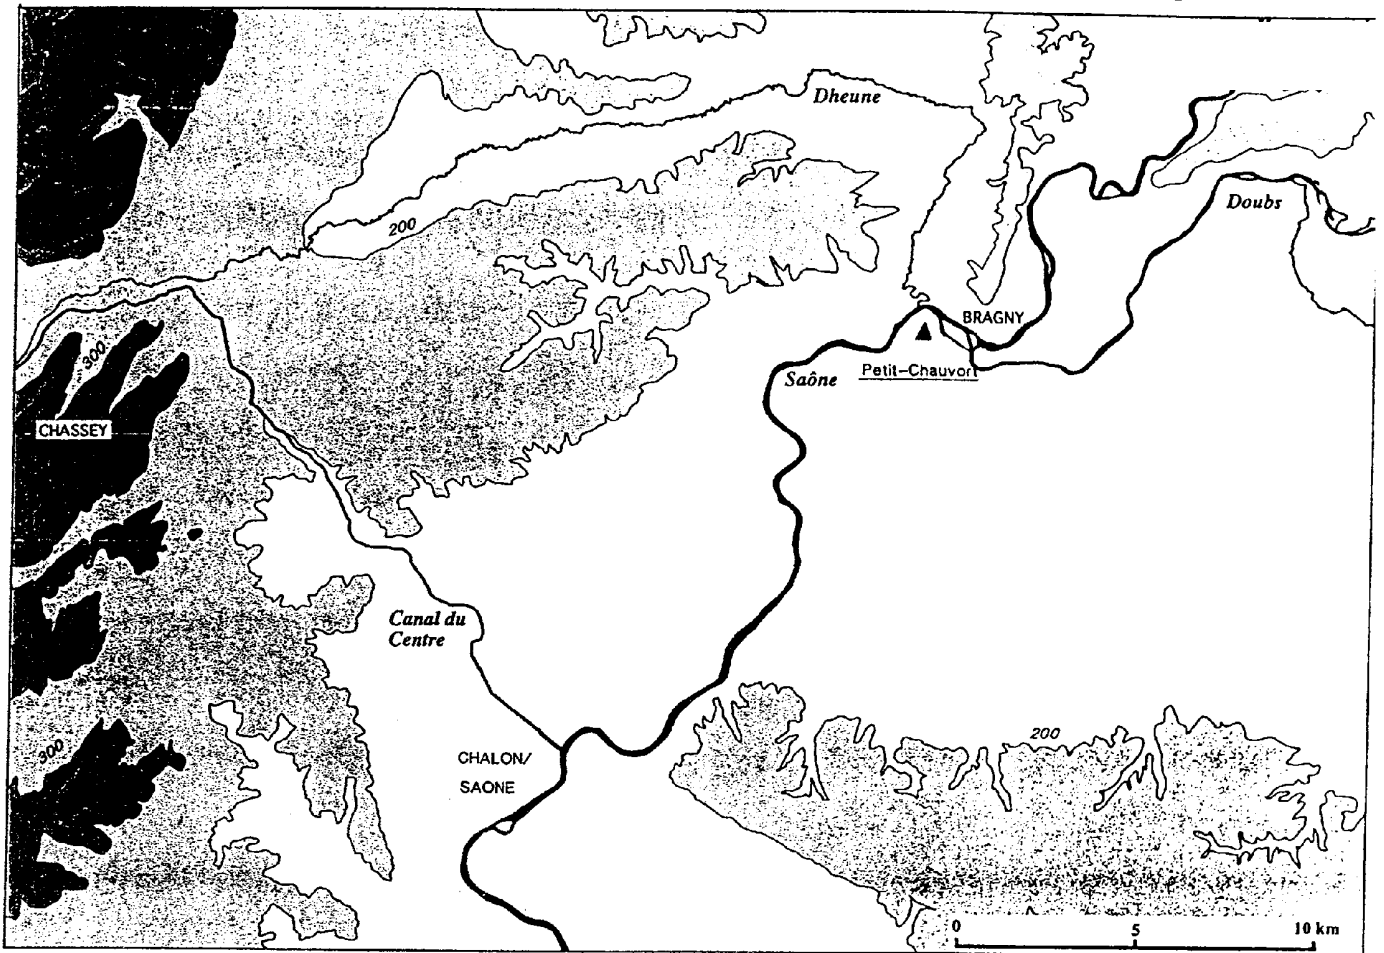 Dheune
Doubs
200
BRAGNY
Petit-Chauvort
Saône
300
CHASSEY
Canal du
Centre
300
200
CHALON/
SAONE
0 5 10 km